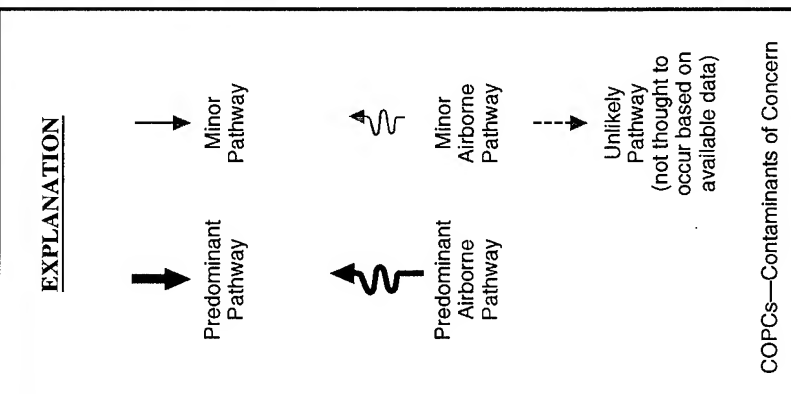 EXPLANATION
Predominant
Pathway
Minor
Pathway
Predominant
Airborne
Pathway
Minor
Airborne
Pathway
Unlikely
Pathway
(not thought to
occur based on
available data)
COPCs—Contaminants of Concern